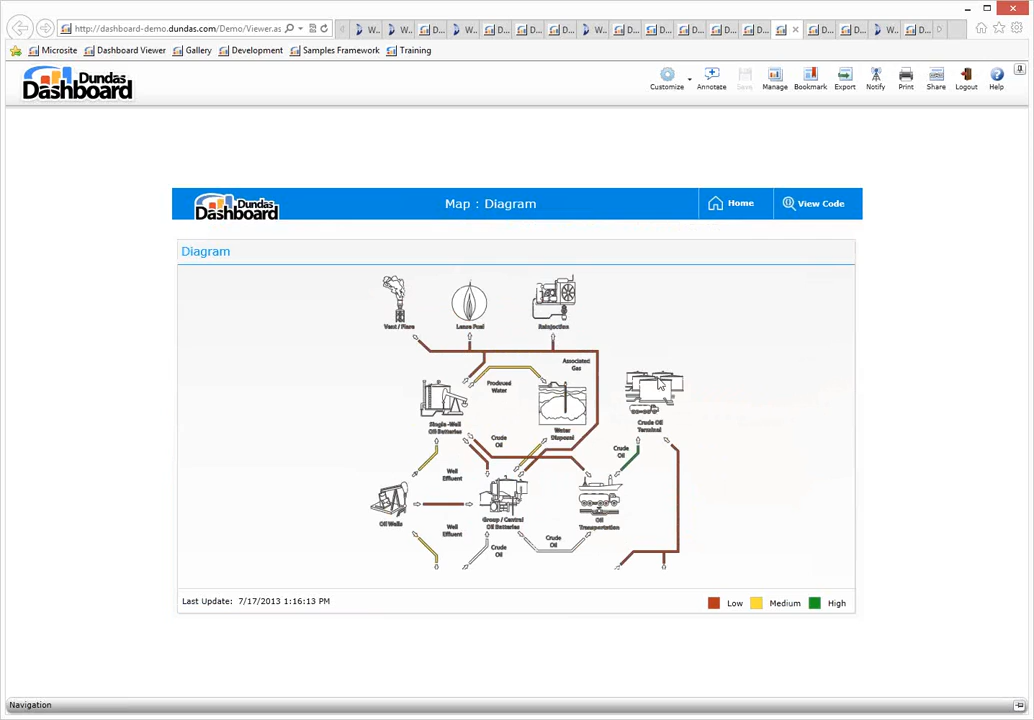 http://dashboard-demo.dundas.com/Demo/Viewer.as
W... W... D... W... D... D... D... W... D... D... D... D... D... D... D... W... D...
Microsite Dashboard Viewer Gallery Development Samples Framework Training
Dundas
Dashboard
Customize Annotate Save Manage Bookmark Export Notify Print Share Logout Help
Dundas
Dashboard
Map : Diagram
Home
View Code
Diagram
Vent / Flare
Lease Fuel
Reinjection
Associated
Gas
Produced
Water
Single-Well
Oil Batteries
Water
Disposal
Crude Oil
Terminal
Crude
Oil
Crude
Oil
Well
Effluent
Oil Wells
Group / Central
Oil Batteries
Oil
Transportation
Well
Effluent
Crude
Oil
Crude
Oil
Last Update: 7/17/2013 1:16:13 PM
Low Medium High
Navigation